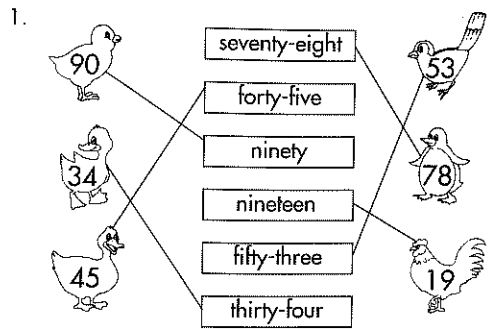 1.
seventy-eight
90
53
forty-five
ninety
34
78
nineteen
45
fifty-three
19
thirty-four